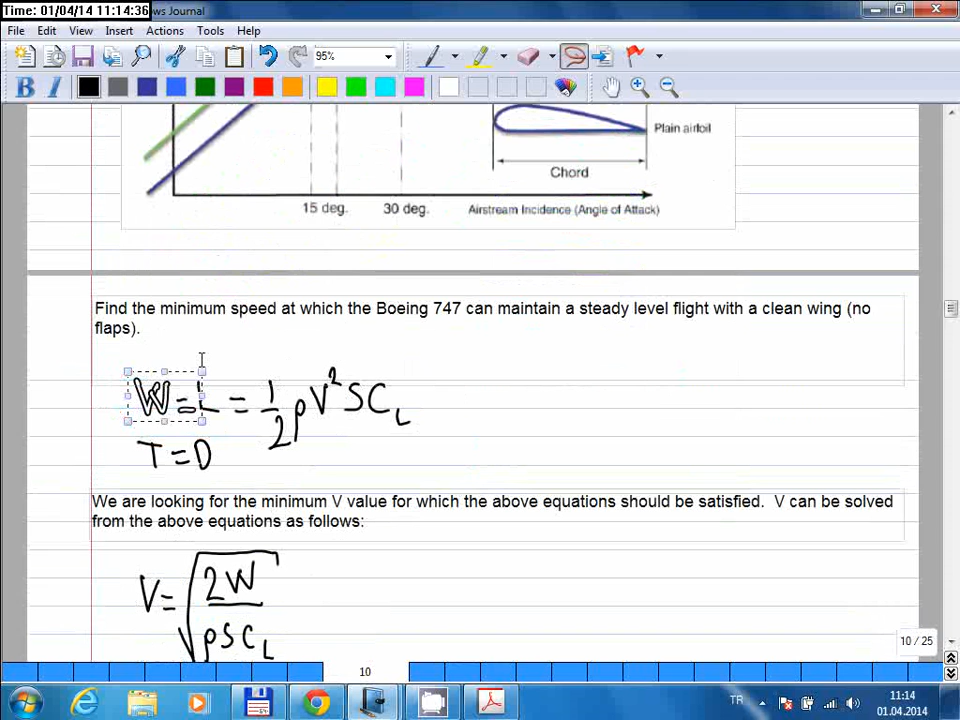 Time: 01/04/14 11:14:36 ows Journal
File Edit View Insert Actions Tools Help
95%
B I
Plain airfoil
Chord
15 deg. 30 deg. Airstream Incidence (Angle of Attack)
Find the minimum speed at which the Boeing 747 can maintain a steady level flight with a clean wing (no
flaps).
W = L = 1/2 ρV²SC_L
T = D
We are looking for the minimum V value for which the above equations should be satisfied. V can be solved
from the above equations as follows:
V = √(2W/ρSC_L)
10 / 25
10
TR 11:14
01.04.2014